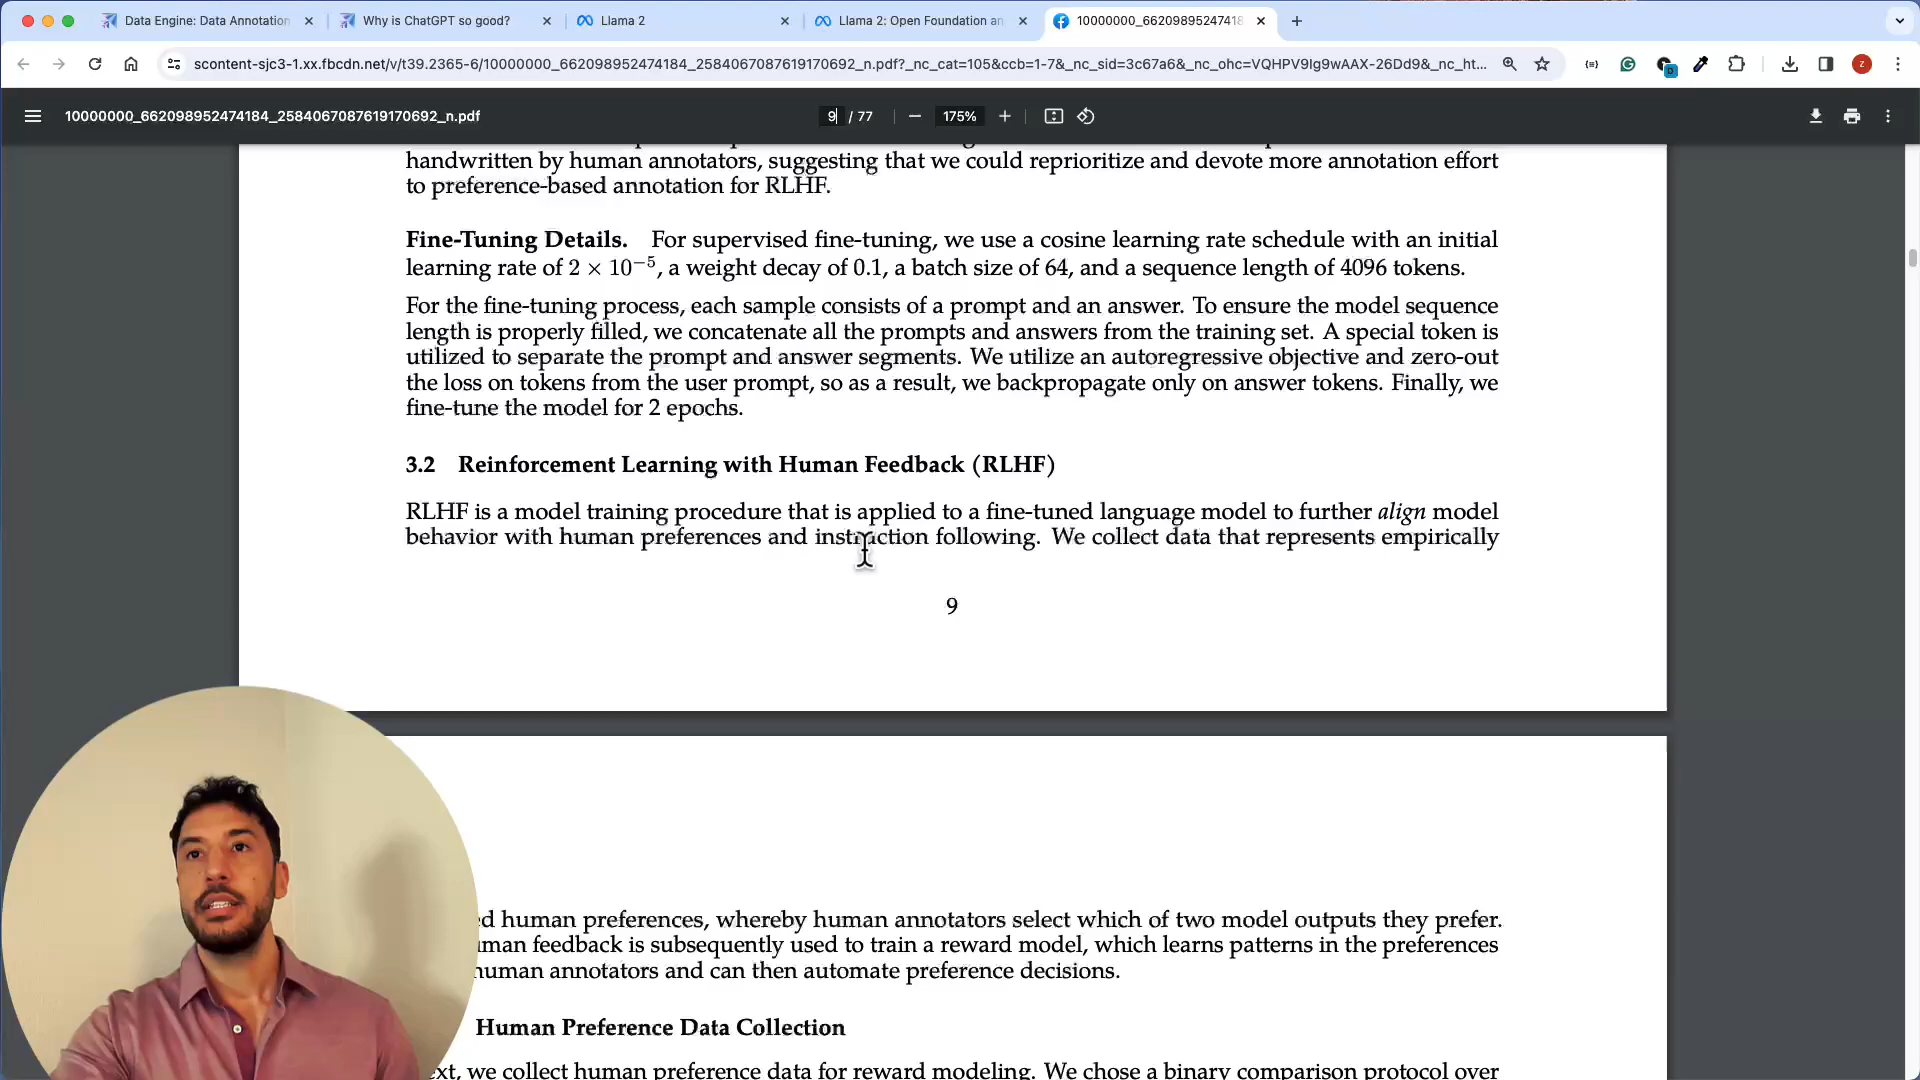 Data Engine: Data Annotation
Why is ChatGPT so good?
Llama 2
Llama 2: Open Foundation an
10000000_66209895247418
scontent-sjc3-1.xx.fbcdn.net/v/t39.2365-6/10000000_662098952474184_2584067087619170692_n.pdf?_nc_cat=105&ccb=1-7&_nc_sid=3c67a6&_nc_ohc=VQHPV9Ig9wAAX-26Dd9&_nc_ht...
10000000_662098952474184_2584067087619170692_n.pdf
9 / 77
175%
handwritten by human annotators, suggesting that we could reprioritize and devote more annotation effort
to preference-based annotation for RLHF.
Fine-Tuning Details. For supervised fine-tuning, we use a cosine learning rate schedule with an initial
learning rate of 2 × 10⁻⁵, a weight decay of 0.1, a batch size of 64, and a sequence length of 4096 tokens.
For the fine-tuning process, each sample consists of a prompt and an answer. To ensure the model sequence
length is properly filled, we concatenate all the prompts and answers from the training set. A special token is
utilized to separate the prompt and answer segments. We utilize an autoregressive objective and zero-out
the loss on tokens from the user prompt, so as a result, we backpropagate only on answer tokens. Finally, we
fine-tune the model for 2 epochs.
3.2 Reinforcement Learning with Human Feedback (RLHF)
RLHF is a model training procedure that is applied to a fine-tuned language model to further align model
behavior with human preferences and instruction following. We collect data that represents empirically
9
ed human preferences, whereby human annotators select which of two model outputs they prefer.
uman feedback is subsequently used to train a reward model, which learns patterns in the preferences
human annotators and can then automate preference decisions.
Human Preference Data Collection
ext, we collect human preference data for reward modeling. We chose a binary comparison protocol over